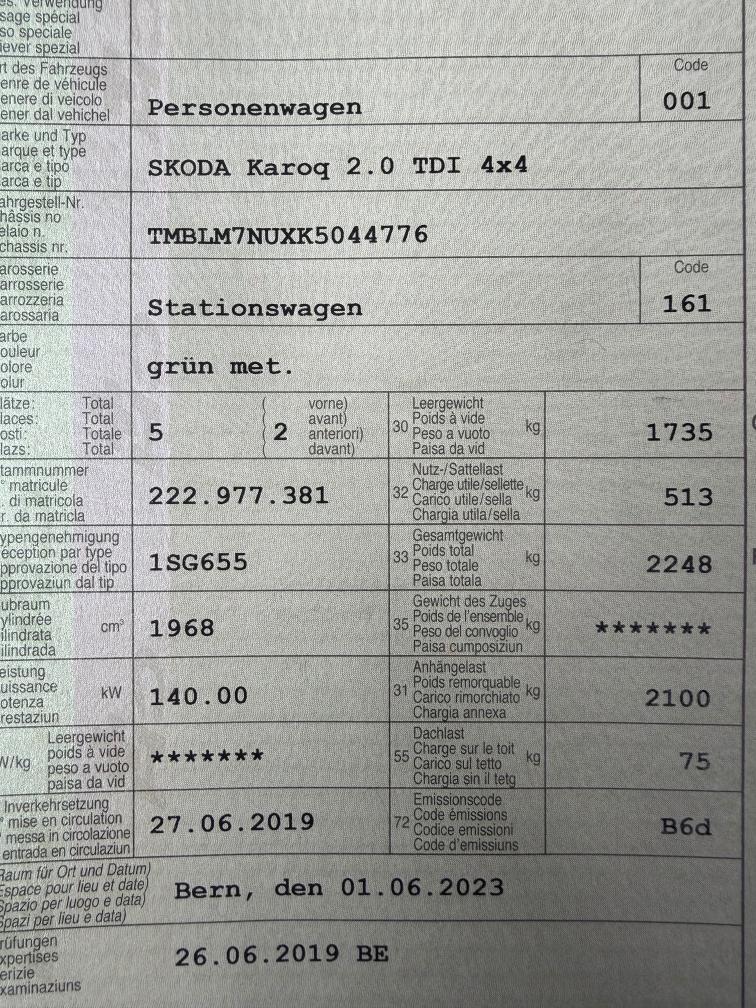 sage spécial
so speciale
iever spezial
rt des Fahrzeugs
enre de véhicule
enere di veicolo
ener dal vehichel
Personenwagen
Code
001
arke und Typ
arque et type
arca e tipo
arca e tip
SKODA Karoq 2.0 TDI 4x4
ahrgestell-Nr.
hâssis no
elaio n.
chassis nr.
TMBLM7NUXK5044776
arosserie
arrosserie
arrozzeria
arossaria
Stationswagen
Code
161
arbe
ouleur
olore
olur
grün met.
lätze: Total
laces: Total
osti: Totale
lazs: Total
5
( vorne)
( avant)
2 anteriori)
( davant)
30
Leergewicht
Poids à vide
Peso a vuoto
Paisa da vid
kg
1735
tammnummer
° matricule
. di matricola
r. da matricla
222.977.381
32
Nutz-/Sattellast
Charge utile/sellette
Carico utile/sella
Chargia utila/sella
kg
513
ypengenehmigung
éception par type
pprovazione del tipo
pprovaziun dal tip
1SG655
33
Gesamtgewicht
Poids total
Peso totale
Paisa totala
kg
2248
ubraum
ylindrée
ilindrata
ilindrada
cm³
1968
35
Gewicht des Zuges
Poids de l'ensemble
Peso del convoglio
Paisa cumposiziun
kg
*******
eistung
uissance
otenza
restaziun
kW
140.00
31
Anhängelast
Poids remorquable
Carico rimorchiato
Chargia annexa
kg
2100
W/kg
Leergewicht
poids à vide
peso a vuoto
paisa da vid
*******
55
Dachlast
Charge sur le toit
Carico sul tetto
Chargia sin il tetg
kg
75
Inverkehrsetzung
° mise en circulation
° messa in circolazione
entrada en circulaziun
27.06.2019
72
Emissionscode
Code émissions
Codice emissioni
Code d'emissiuns
B6d
Raum für Ort und Datum)
Espace pour lieu et date)
Spazio per luogo e data)
Spazi per lieu e data)
Bern, den 01.06.2023
rüfungen
xpertises
erizie
xaminaziuns
26.06.2019 BE